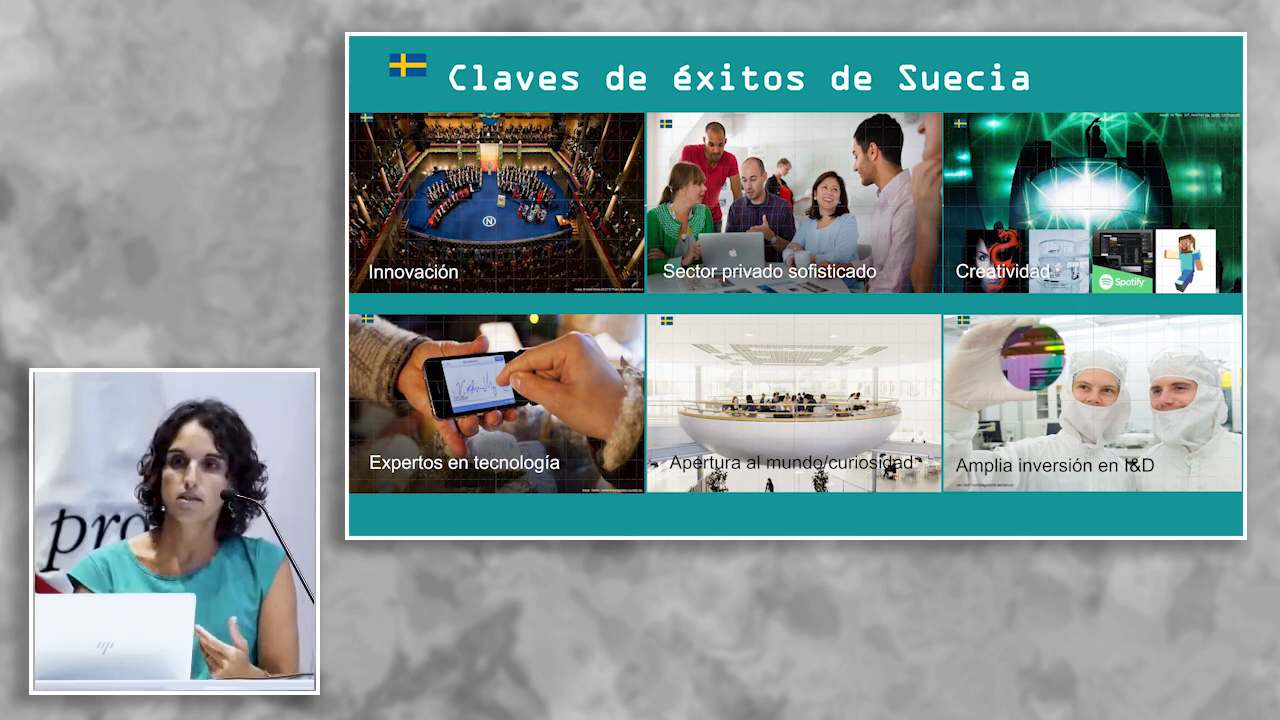 Claves de éxitos de Suecia
Innovación
Sector privado sofisticado
Creatividad
Spotify
Expertos en tecnología
Apertura al mundo/curiosidad
Amplia inversión en I&D
pro
hp